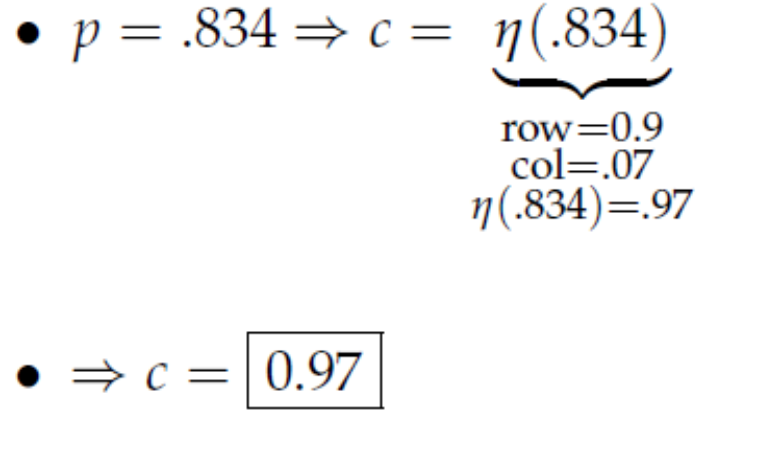 • p = .834 ⇒ c = η(.834)
row=0.9
col=.07
η(.834)=.97
• ⇒ c = 0.97